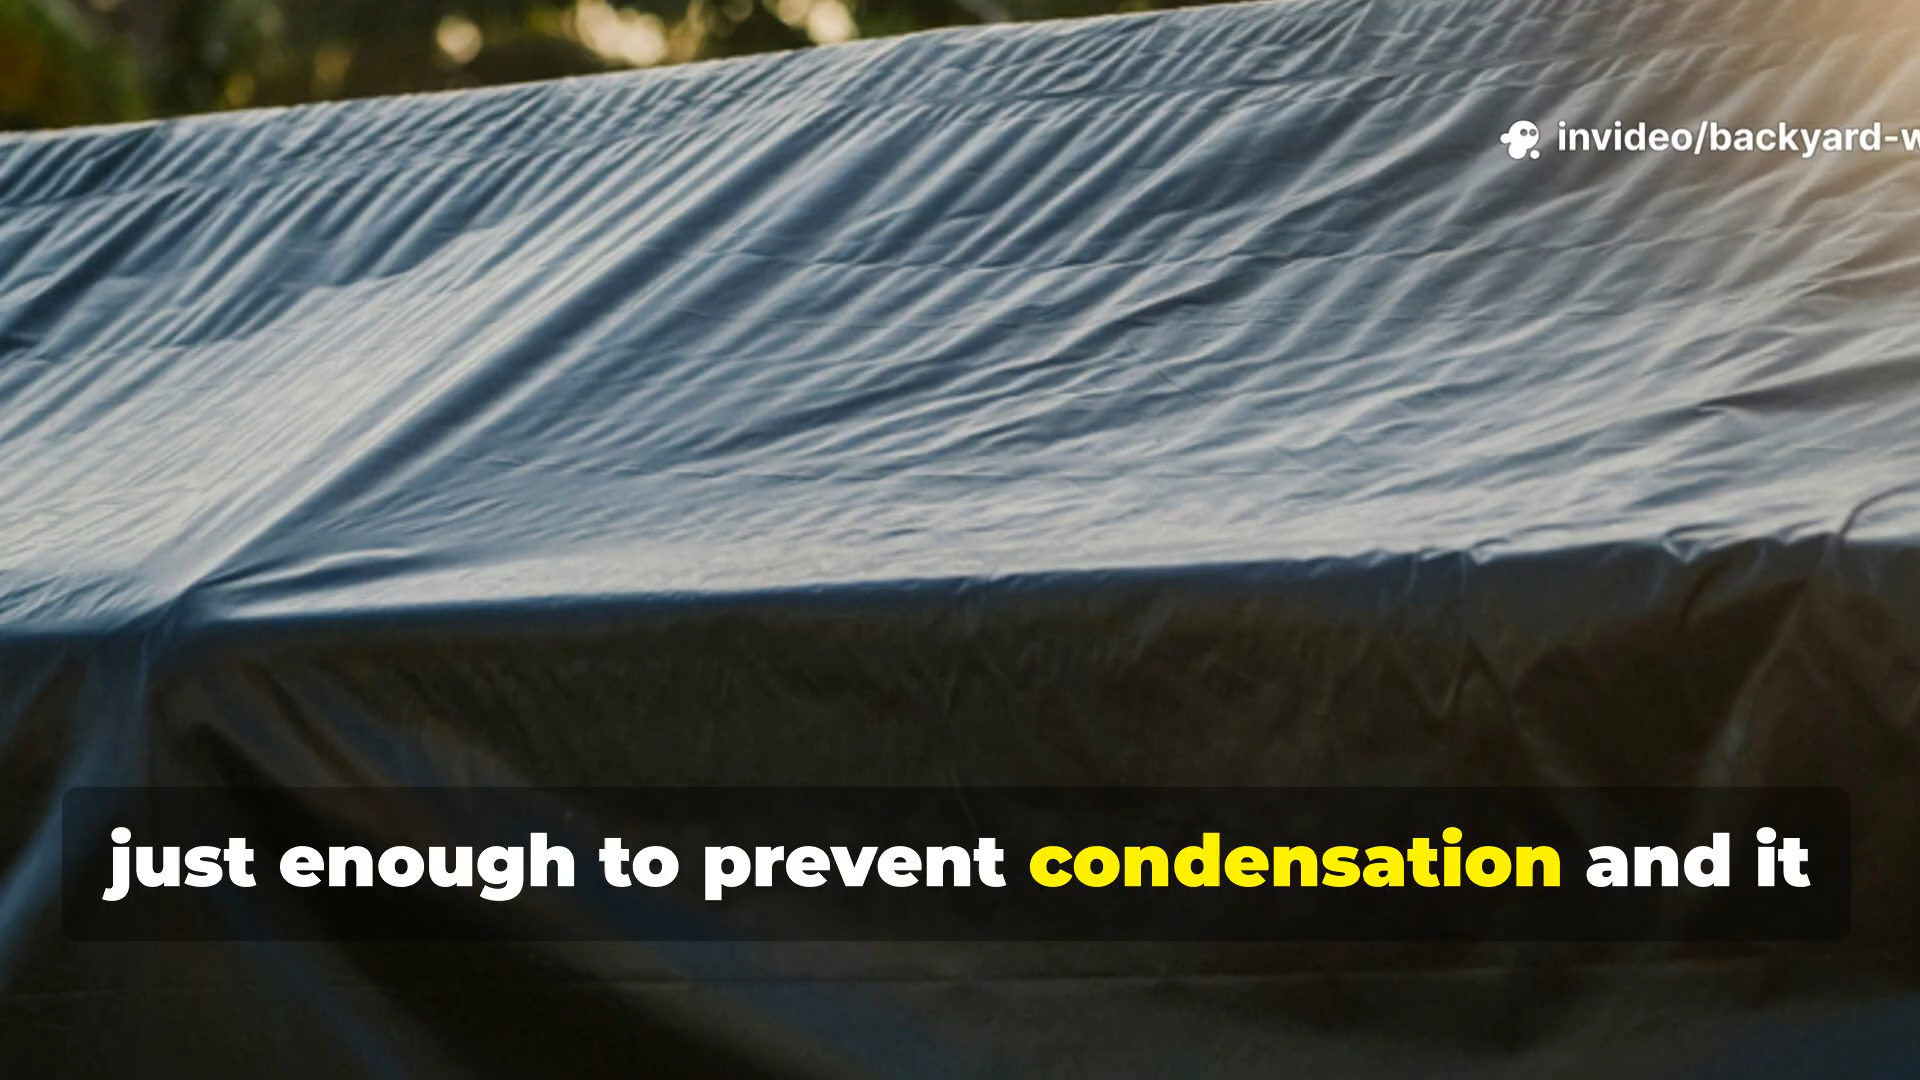 invideo/backyard-w
just enough to prevent condensation and it